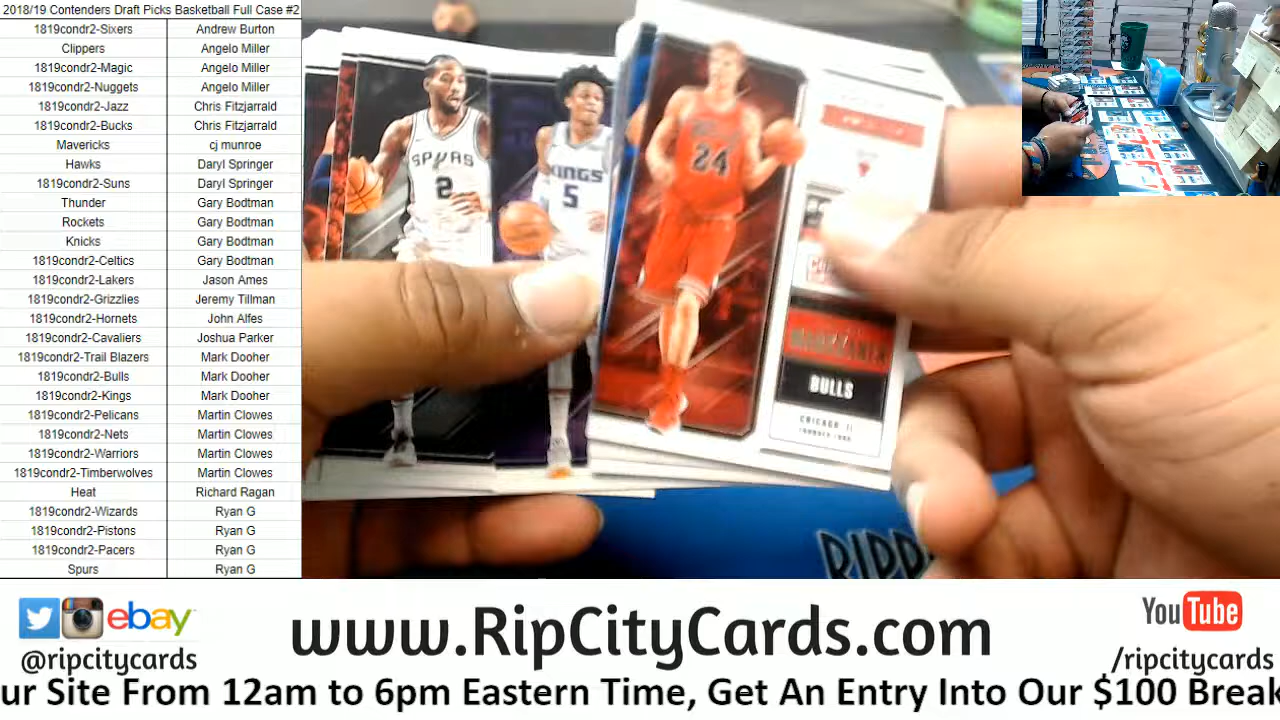 2018/19 Contenders Draft Picks Basketball Full Case #2
1819condr2-Sixers Andrew Burton
Clippers Angelo Miller
1819condr2-Magic Angelo Miller
1819condr2-Nuggets Angelo Miller
1819condr2-Jazz Chris Fitzjarrald
1819condr2-Bucks Chris Fitzjarrald
Mavericks cj munroe
Hawks Daryl Springer
1819condr2-Suns Daryl Springer
Thunder Gary Bodtman
Rockets Gary Bodtman
Knicks Gary Bodtman
1819condr2-Celtics Gary Bodtman
1819condr2-Lakers Jason Ames
1819condr2-Grizzlies Jeremy Tillman
1819condr2-Hornets John Alfes
1819condr2-Cavaliers Joshua Parker
1819condr2-Trail Blazers Mark Dooher
1819condr2-Bulls Mark Dooher
1819condr2-Kings Mark Dooher
1819condr2-Pelicans Martin Clowes
1819condr2-Nets Martin Clowes
1819condr2-Warriors Martin Clowes
1819condr2-Timberwolves Martin Clowes
Heat Richard Ragan
1819condr2-Wizards Ryan G
1819condr2-Pistons Ryan G
1819condr2-Pacers Ryan G
Spurs Ryan G
SPURS
2
KINGS
5
24
BULLS
CHICAGO
RIPP
ebay
@ripcitycards
www.RipCityCards.com
YouTube
/ripcitycards
ur Site From 12am to 6pm Eastern Time, Get An Entry Into Our $100 Break